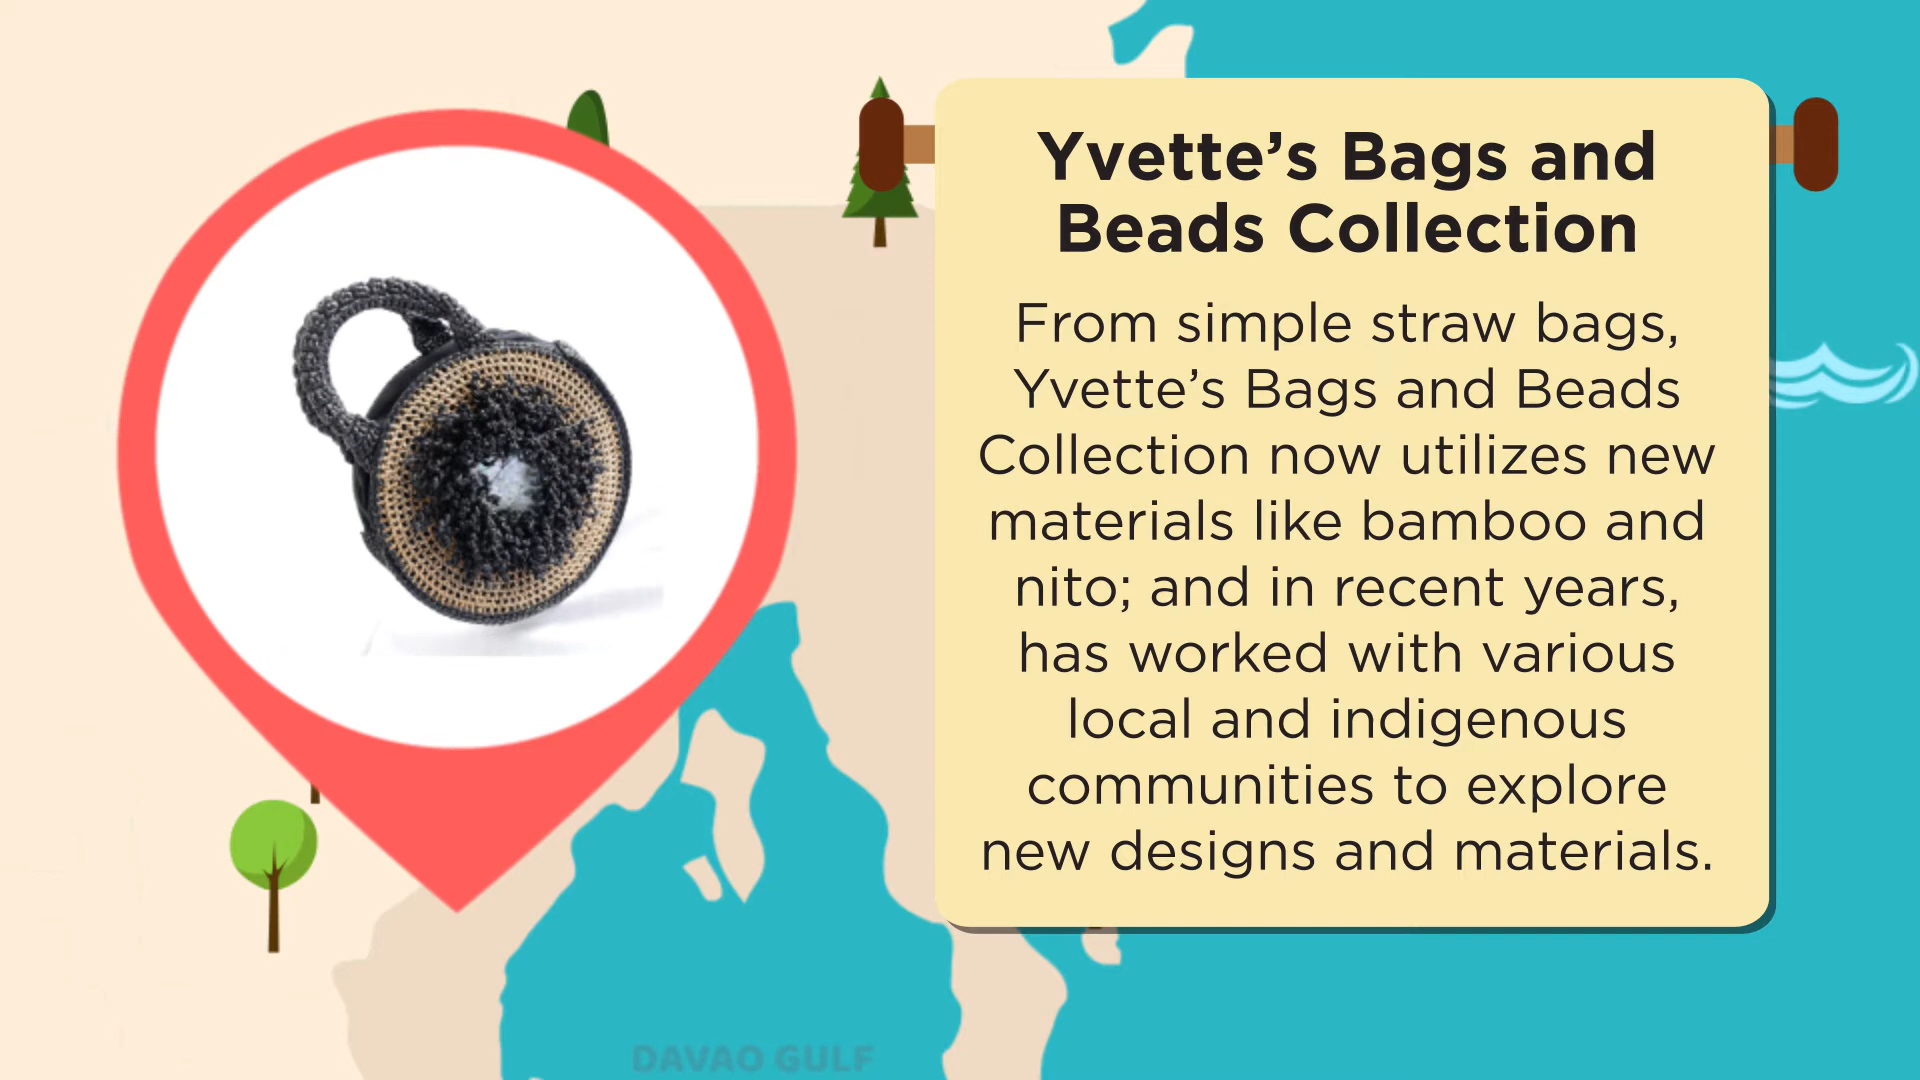 Yvette’s Bags and
Beads Collection
From simple straw bags,
Yvette’s Bags and Beads
Collection now utilizes new
materials like bamboo and
nito; and in recent years,
has worked with various
local and indigenous
communities to explore
new designs and materials.
DAVAO GULF